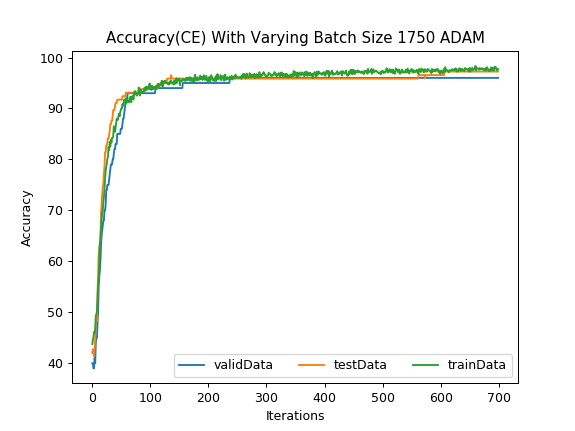 Accuracy(CE) With Varying Batch Size 1750 ADAM
100
90
80
70
60
50
40
Accuracy
validData testData trainData
0 100 200 300 400 500 600 700
Iterations